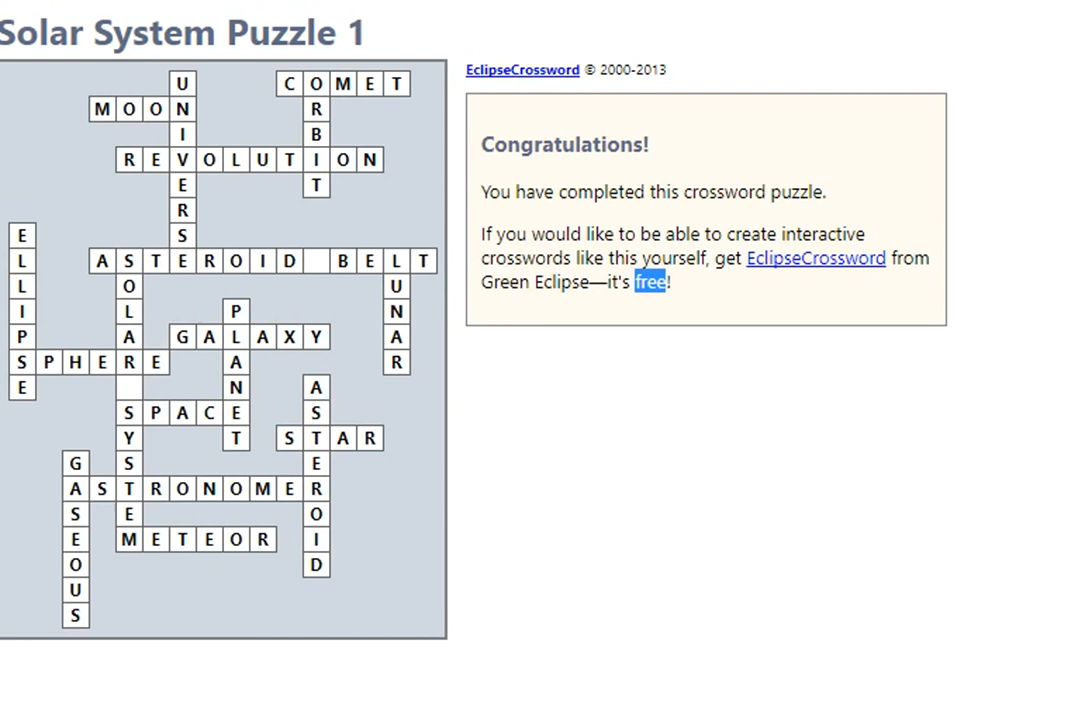 Solar System Puzzle 1
EclipseCrossword © 2000-2013
Congratulations!
You have completed this crossword puzzle.
If you would like to be able to create interactive
crosswords like this yourself, get EclipseCrossword from
Green Eclipse—it's free!
UNIVERSE
COMET
ORBIT
MOON
REVOLUTION
ELLIPSE
ASTEROID BELT
SOLAR SYSTEM
LUNAR
PLANET
GALAXY
SPHERE
ASTEROID
SPACE
STAR
GASEOUS
ASTRONOMER
METEOR